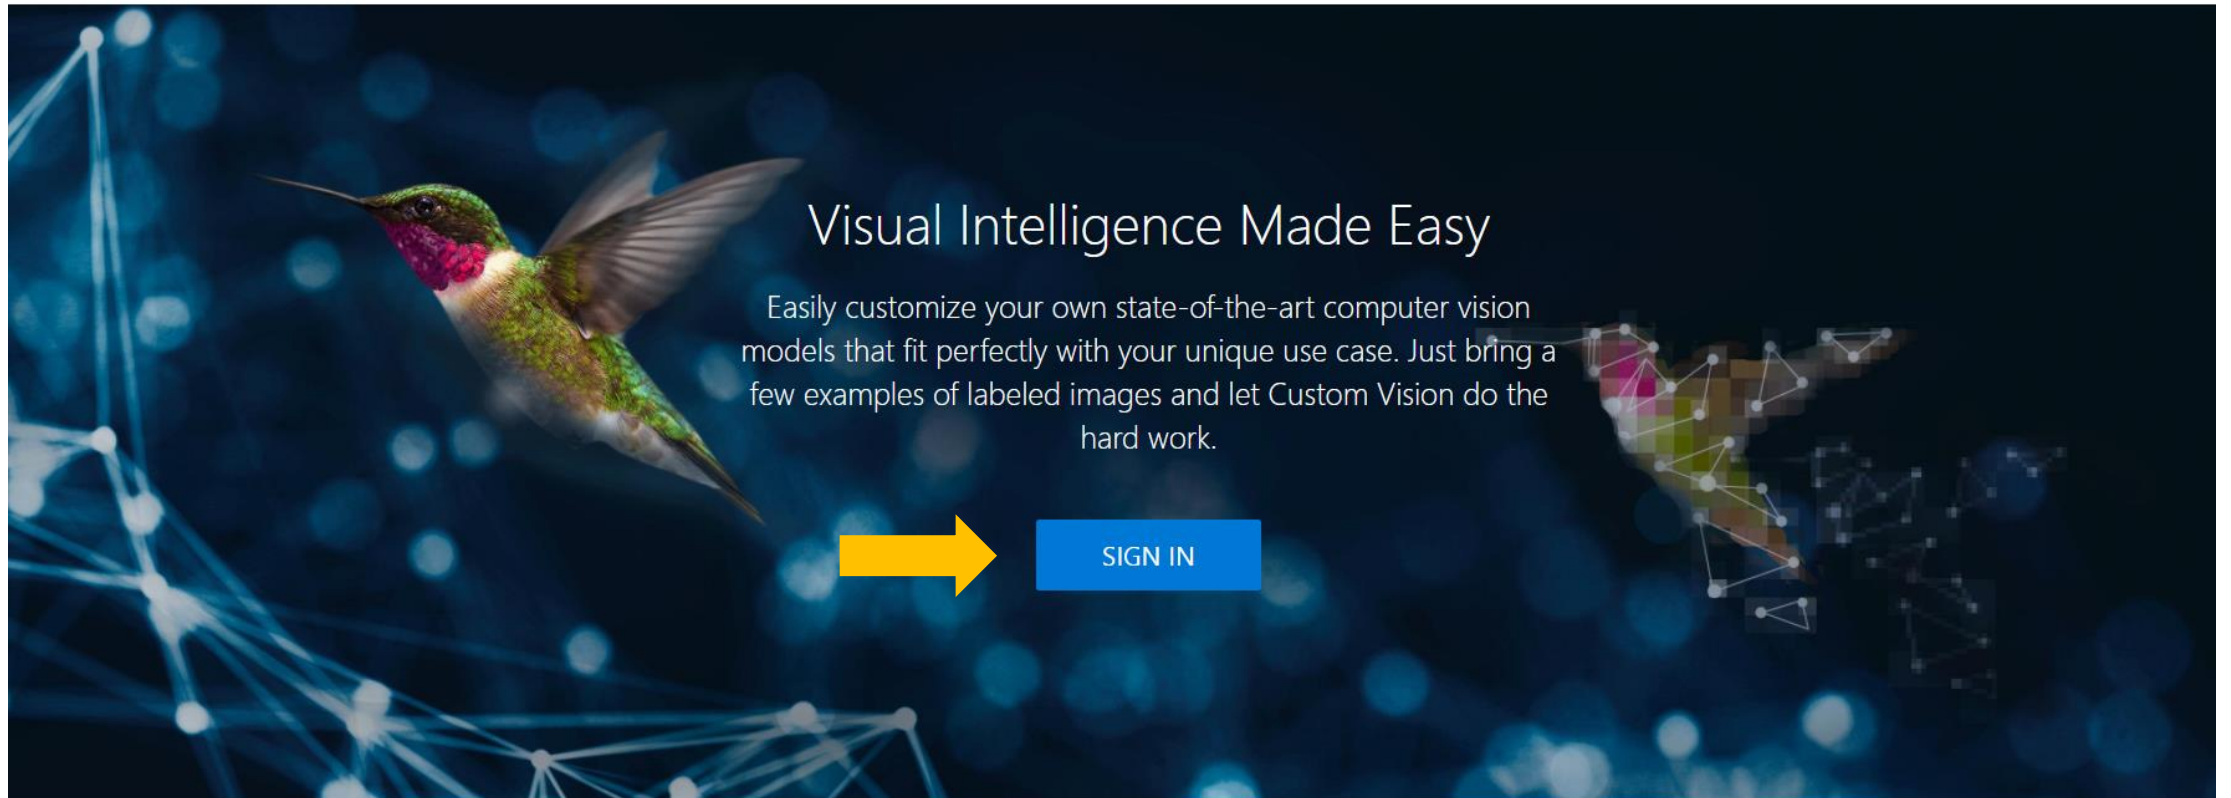 Visual Intelligence Made Easy
Easily customize your own state-of-the-art computer vision
models that fit perfectly with your unique use case. Just bring a
few examples of labeled images and let Custom Vision do the
hard work.
SIGN IN